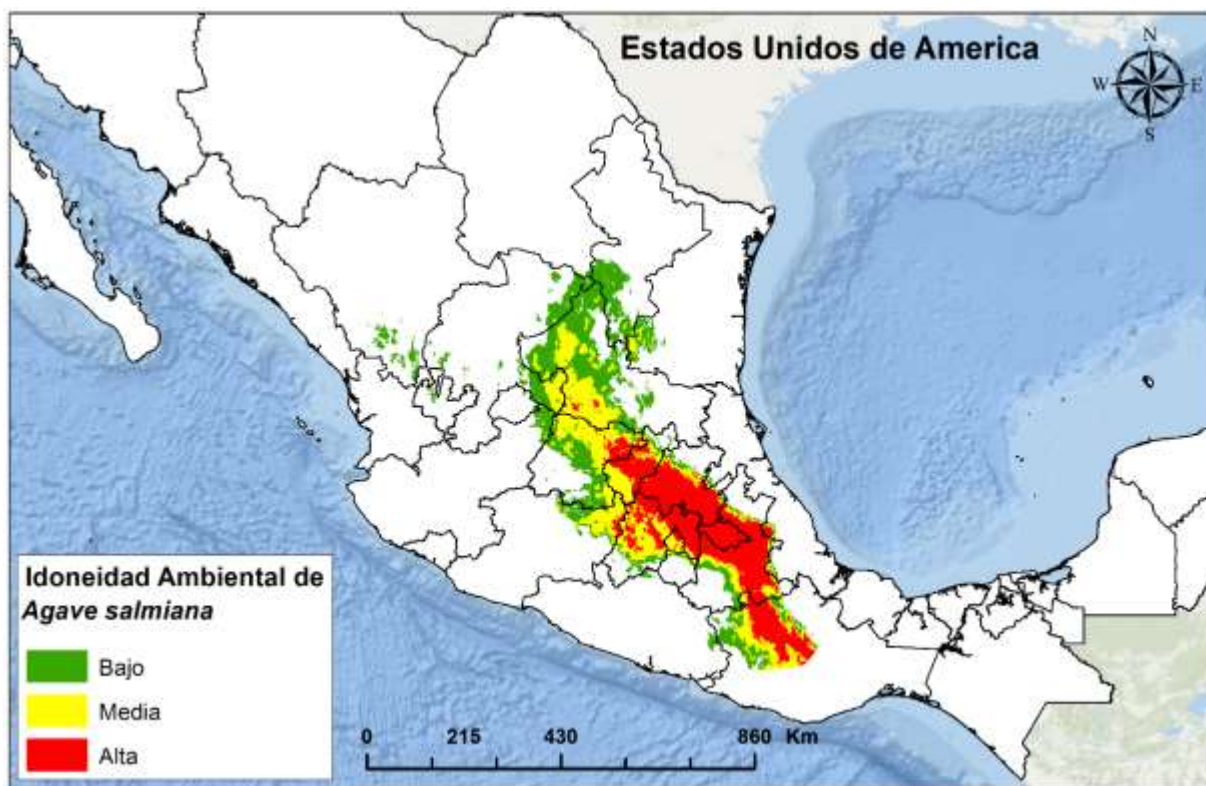 Estados Unidos de America
N
W E
S
Idoneidad Ambiental de
Agave salmiana
Bajo
Media
Alta
0 215 430 860 Km